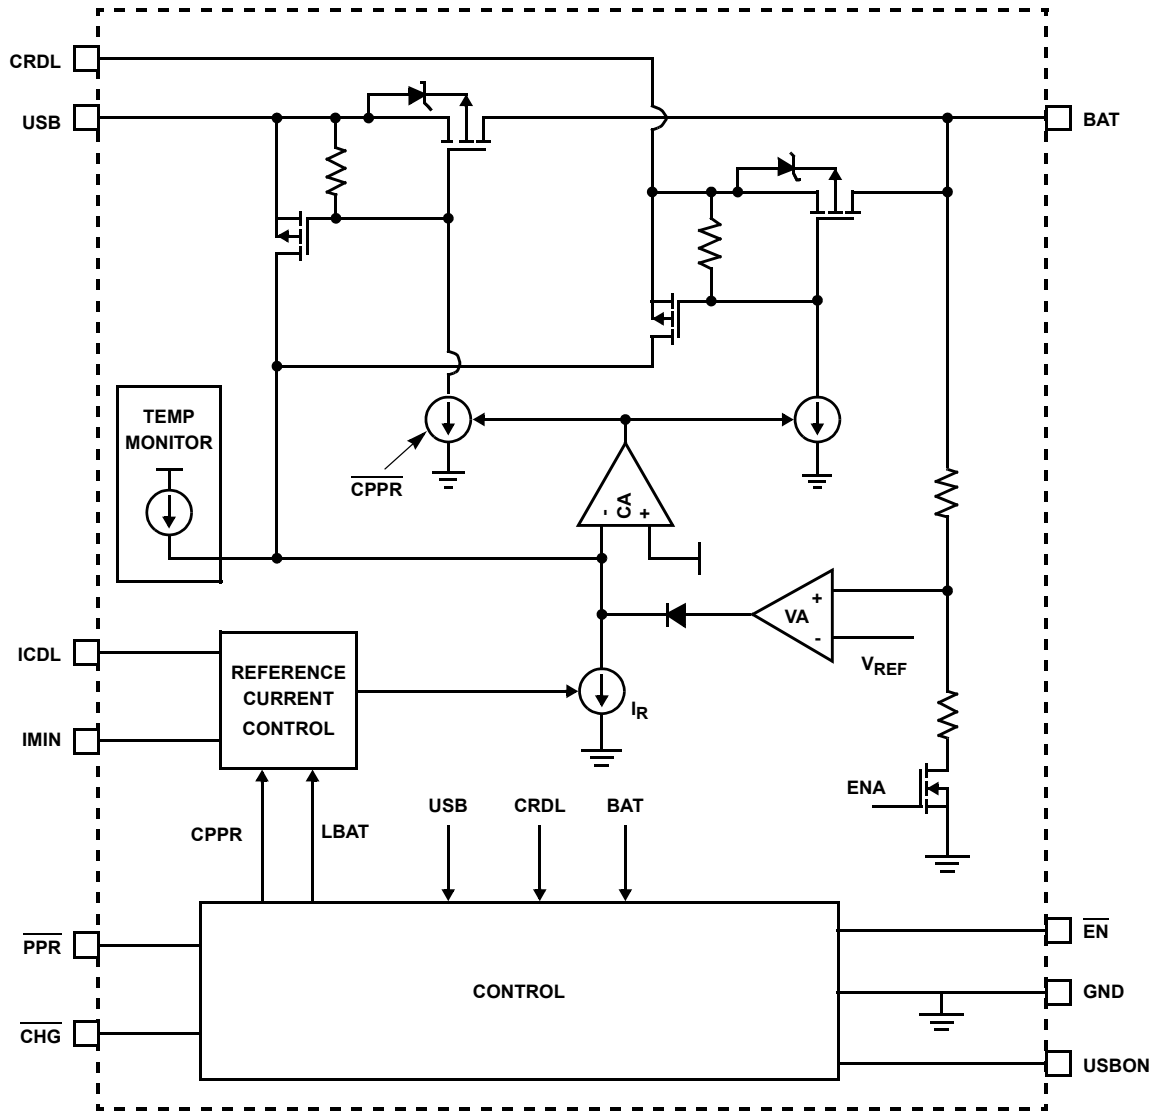 CRDL
USB
BAT
TEMP
MONITOR
CPPR
- CA +
+
VA
-
VREF
ICDL
IMIN
REFERENCE
CURRENT
CONTROL
IR
ENA
CPPR
LBAT
USB
CRDL
BAT
PPR
CHG
CONTROL
EN
GND
USBON